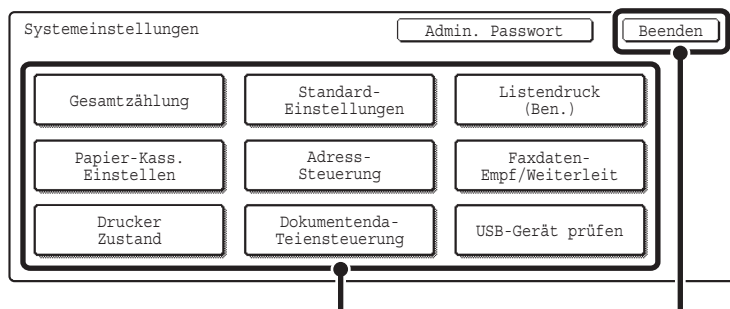 Systemeinstellungen
Admin. Passwort
Beenden
Gesamtzählung
Standard-
Einstellungen
Listendruck
(Ben.)
Papier-Kass.
Einstellen
Adress-
Steuerung
Faxdaten-
Empf/Weiterleit
Drucker
Zustand
Dokumentenda-
Teiensteuerung
USB-Gerät prüfen